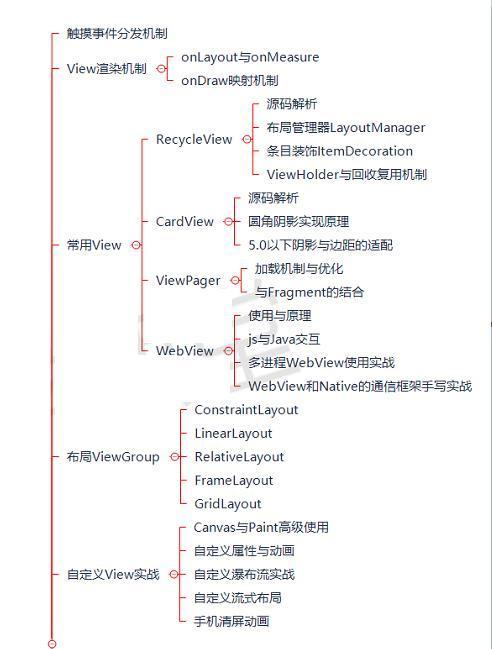 触摸事件分发机制
View渲染机制
onLayout与onMeasure
onDraw映射机制
常用View
RecycleView
源码解析
布局管理器LayoutManager
条目装饰ItemDecoration
ViewHolder与回收复用机制
CardView
源码解析
圆角阴影实现原理
5.0以下阴影与边距的适配
ViewPager
加载机制与优化
与Fragment的结合
WebView
使用与原理
js与Java交互
多进程WebView使用实战
WebView和Native的通信框架手写实战
布局ViewGroup
ConstraintLayout
LinearLayout
RelativeLayout
FrameLayout
GridLayout
自定义View实战
Canvas与Paint高级使用
自定义属性与动画
自定义瀑布流实战
自定义流式布局
手机清屏动画